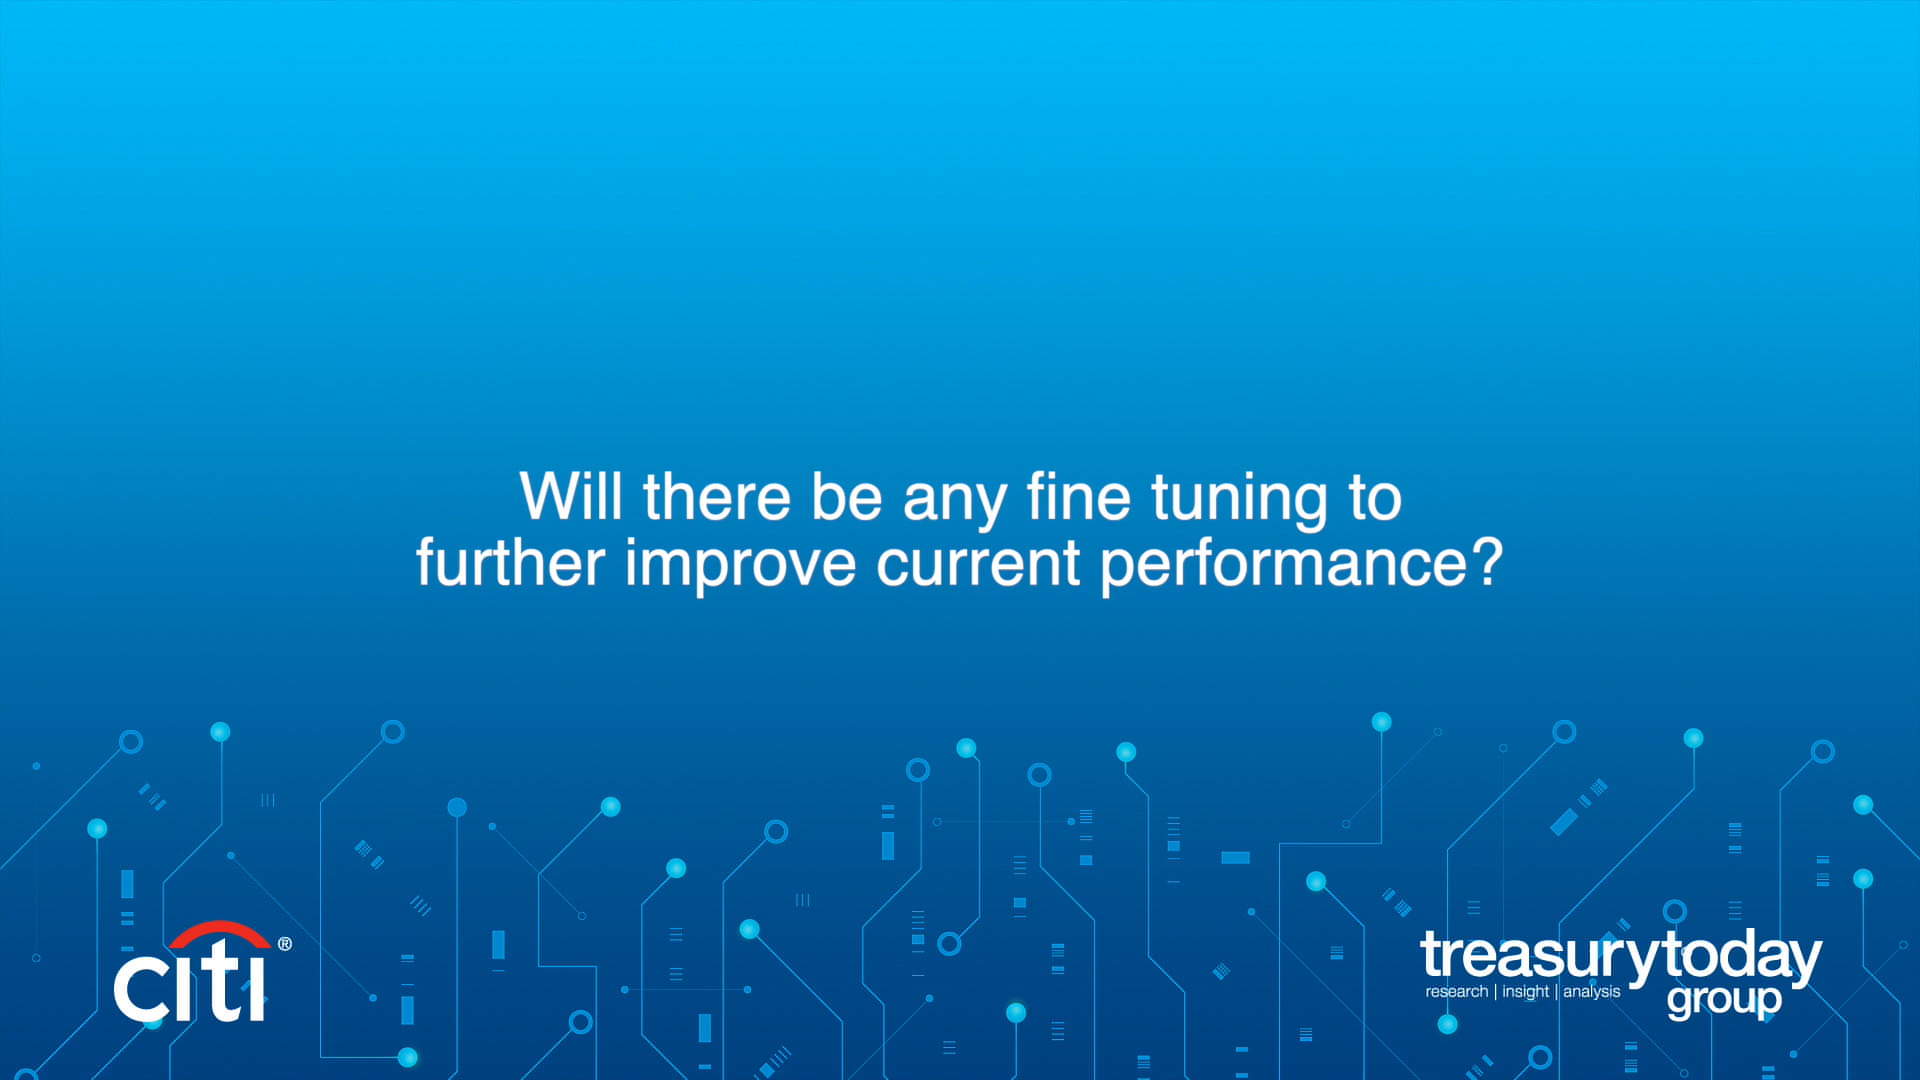 Will there be any fine tuning to
further improve current performance?
citi®
treasurytoday
research | insight | analysis
group